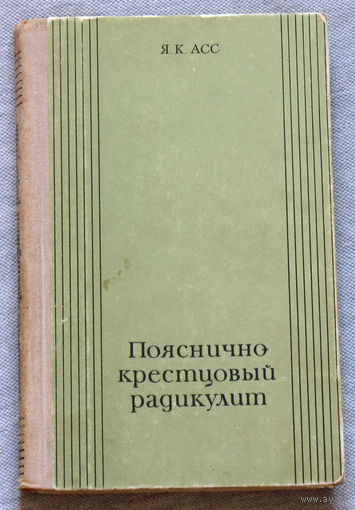 Я. К. АСС
Пояснично-
крестцовый
радикулит